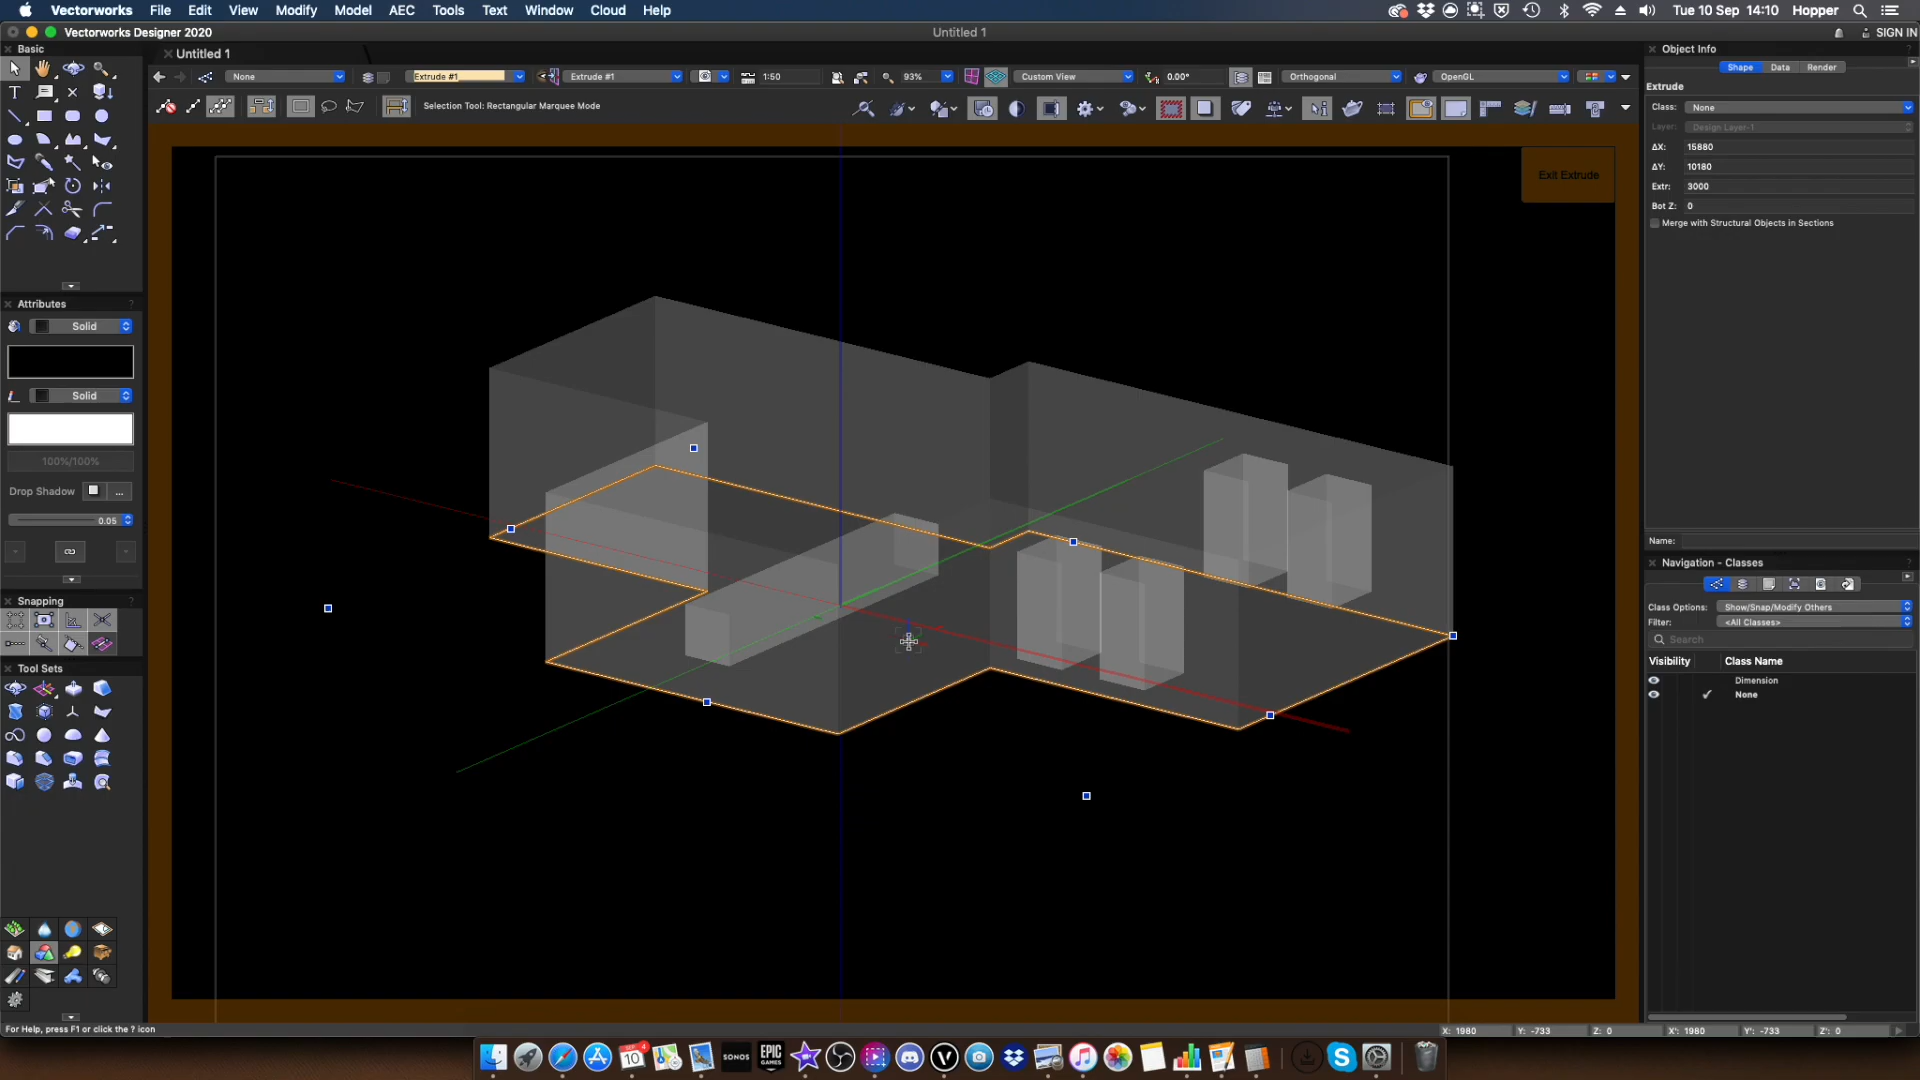 Vectorworks File Edit View Modify Model AEC Tools Text Window Cloud Help Tue 10 Sep 14:10 Hopper
Vectorworks Designer 2020 Untitled 1 SIGN IN
Basic Untitled 1 Object Info
None Extrude #1 Extrude #1 1:50 93% Custom View 0.00° Orthogonal OpenGL
Shape Data Render
Selection Tool: Rectangular Marquee Mode
Extrude
Class: None
Layer: Design Layer-1
ΔX: 15880
ΔY: 10180
Extr: 3000
Bot Z: 0
Merge with Structural Objects in Sections
Exit Extrude
Attributes
Solid
Solid
100%/100%
Drop Shadow ...
0.05
Name:
Snapping
Tool Sets
Navigation - Classes
Class Options: Show/Snap/Modify Others
Filter: <All Classes>
Search
Visibility Class Name
Dimension
None
For Help, press F1 or click the ? icon
X: 1980 Y: -733 Z: 0 X': 1980 Y': -733 Z': 0
10
SONOS
EPIC GAMES